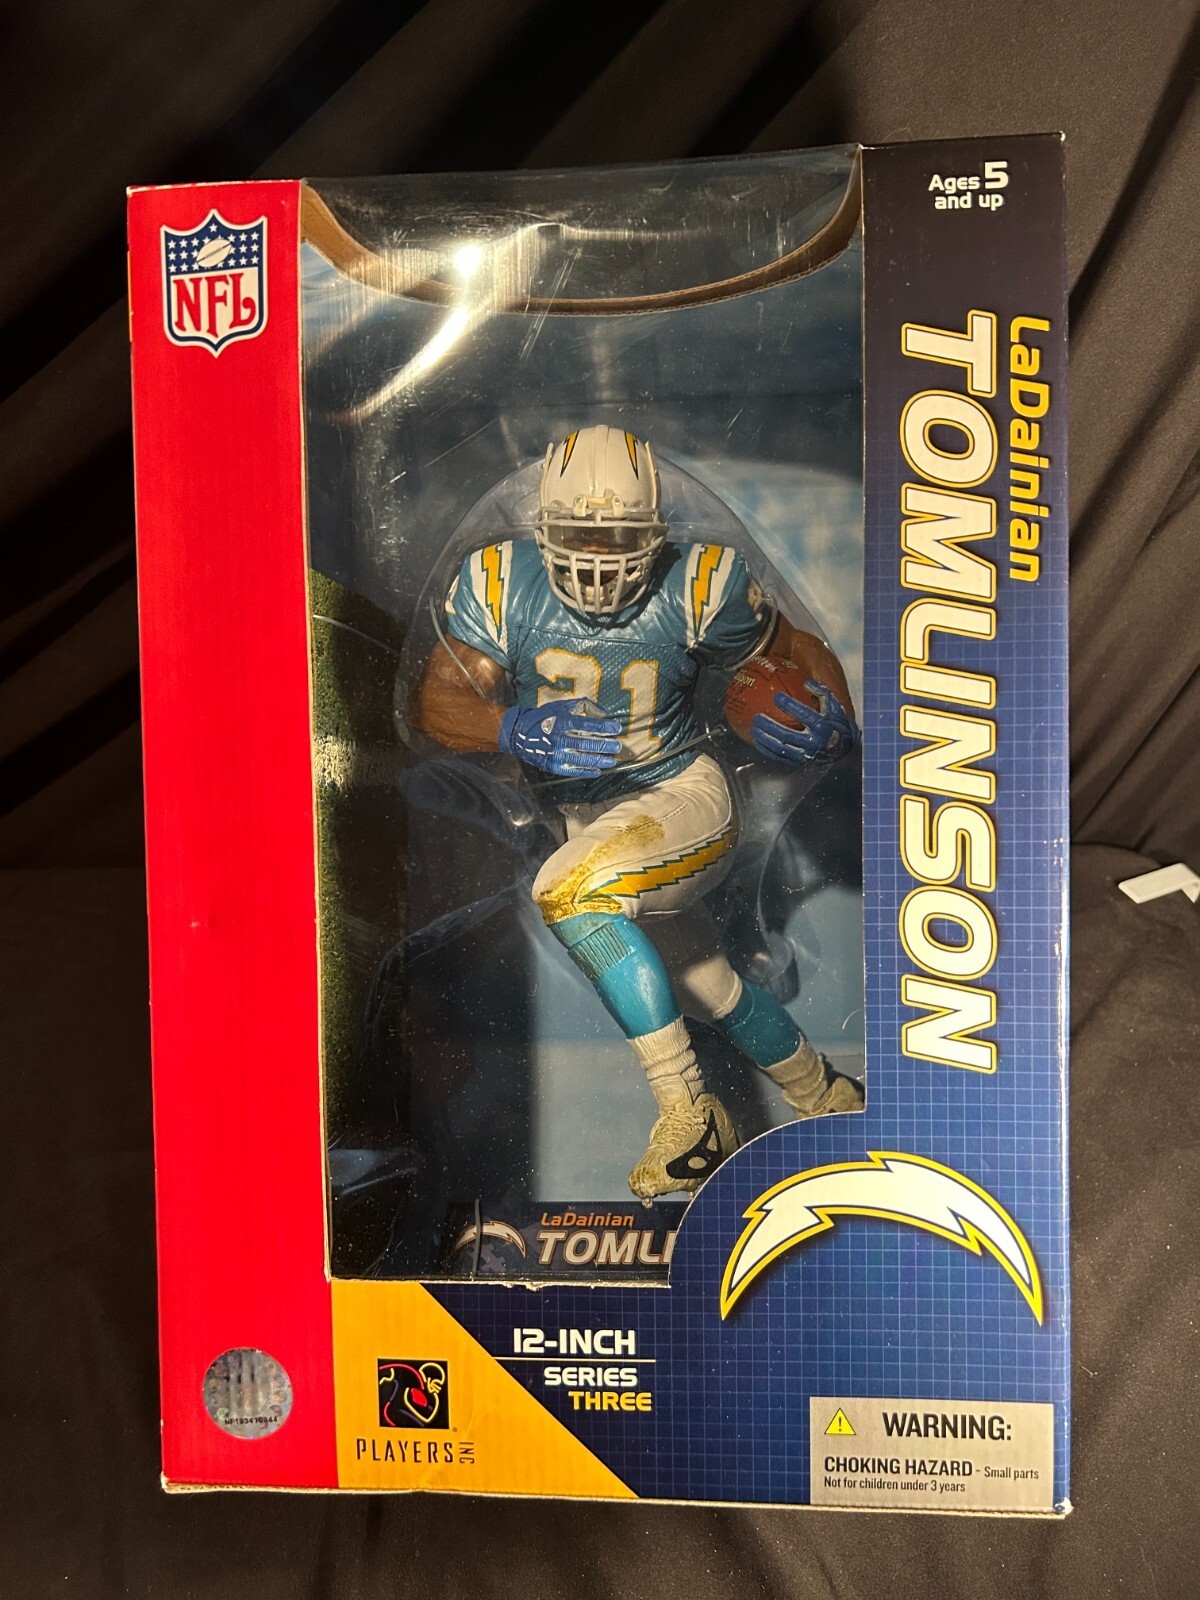 NFL
Ages 5
and up
LaDainian
TOMLINSON
21
LaDainian
TOMLI
12-INCH
SERIES
THREE
PLAYERS INC
WARNING:
CHOKING HAZARD - Small parts
Not for children under 3 years